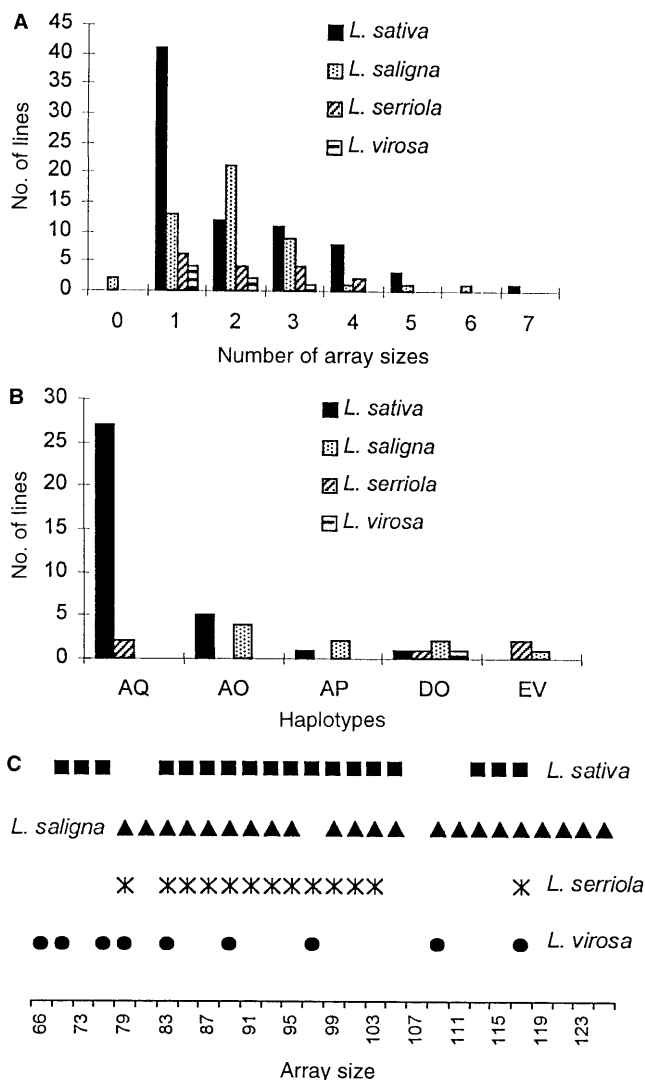 A
45
40
35
30
25
20
15
10
5
0
No. of lines
L. sativa
L. saligna
L. serriola
L. virosa
0 1 2 3 4 5 6 7
Number of array sizes
B
30
25
20
15
10
5
0
No. of lines
L. sativa
L. saligna
L. serriola
L. virosa
AQ AO AP DO EV
Haplotypes
C
L. sativa
L. saligna
L. serriola
L. virosa
66 73 79 83 87 91 95 99 103 107 111 115 119 123
Array size